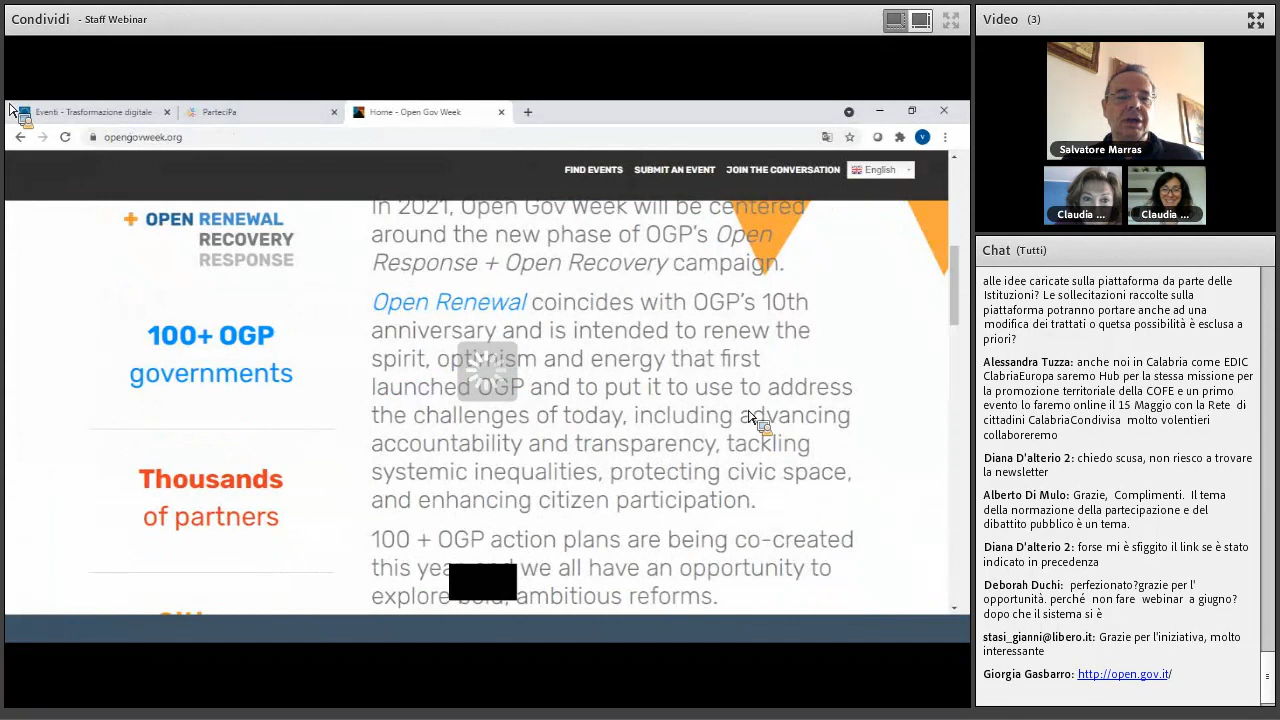 Condividi - Staff Webinar
Eventi - Trasformazione digitale
ParteciPa
Home - Open Gov Week
opengovweek.org
FIND EVENTS SUBMIT AN EVENT JOIN THE CONVERSATION English
+ OPEN RENEWAL
RECOVERY
RESPONSE
100+ OGP
governments
Thousands
of partners
In 2021, Open Gov Week will be centered
around the new phase of OGP's Open
Response + Open Recovery campaign.
Open Renewal coincides with OGP's 10th
anniversary and is intended to renew the
spirit, optimism and energy that first
launched OGP and to put it to use to address
the challenges of today, including advancing
accountability and transparency, tackling
systemic inequalities, protecting civic space,
and enhancing citizen participation.
100 + OGP action plans are being co-created
this year and we all have an opportunity to
explore bold, ambitious reforms.
Video (3)
Salvatore Marras
Claudia ...
Claudia ...
Chat (Tutti)
alle idee caricate sulla piattaforma da parte delle
Istituzioni? Le sollecitazioni raccolte sulla
piattaforma potranno portare anche ad una
modifica dei trattati o quetsa possibilità è esclusa a
priori?
Alessandra Tuzza: anche noi in Calabria come EDIC
ClabriaEuropa saremo Hub per la stessa missione per
la promozione territoriale della COFE e un primo
evento lo faremo online il 15 Maggio con la Rete di
cittadini CalabriaCondivisa molto volentieri
collaboreremo
Diana D'alterio 2: chiedo scusa, non riesco a trovare
la newsletter
Alberto Di Mulo: Grazie, Complimenti. Il tema
della normazione della partecipazione e del
dibattito pubblico è un tema.
Diana D'alterio 2: forse mi è sfiggito il link se è stato
indicato in precedenza
Deborah Duchi: perfezionato?grazie per l'
opportunità. perché non fare webinar a giugno?
dopo che il sistema si è
stasi_gianni@libero.it: Grazie per l'iniziativa, molto
interessante
Giorgia Gasbarro: http://open.gov.it/